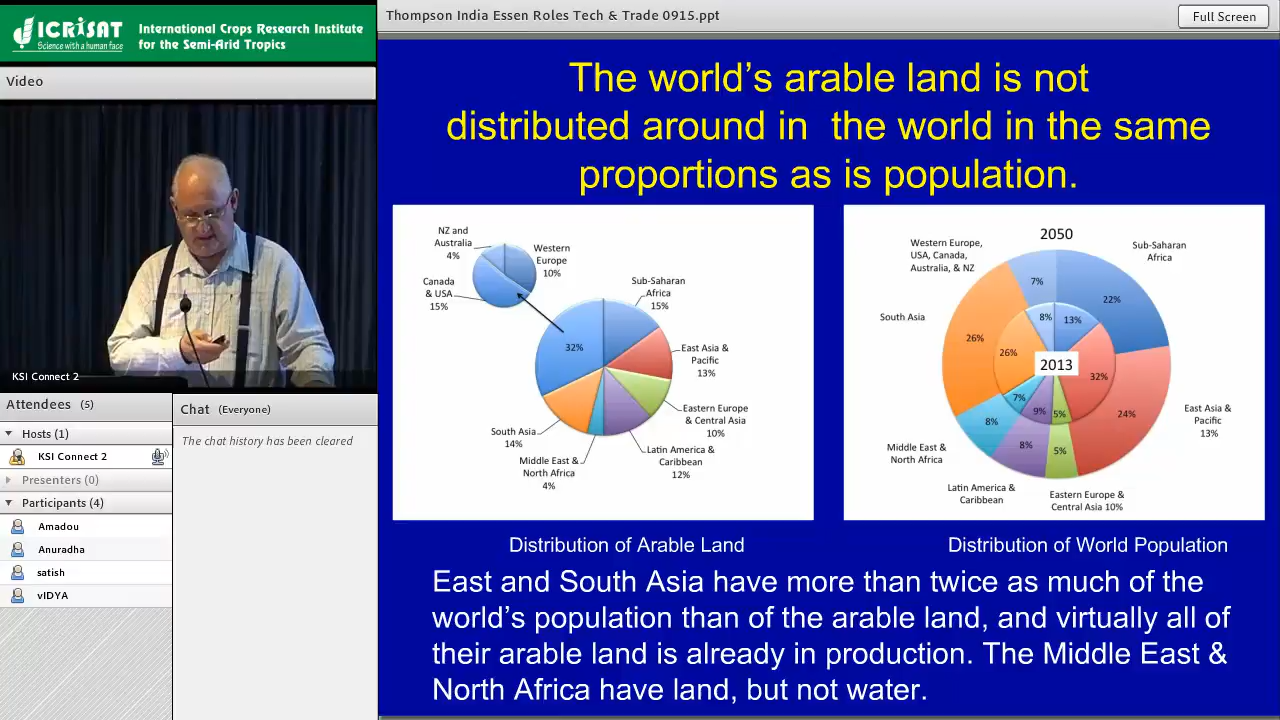 ICRISAT
Science with a human face
International Crops Research Institute
for the Semi-Arid Tropics
Video
KSI Connect 2
Attendees (5)
Hosts (1)
KSI Connect 2
Presenters (0)
Participants (4)
Amadou
Anuradha
satish
vIDYA
Chat (Everyone)
The chat history has been cleared
Thompson India Essen Roles Tech & Trade 0915.ppt
Full Screen
The world's arable land is not
distributed around in the world in the same
proportions as is population.
NZ and
Australia
4%
Western
Europe
10%
Canada
& USA
15%
Sub-Saharan
Africa
15%
32%
East Asia &
Pacific
13%
Eastern Europe
& Central Asia
10%
South Asia
14%
Latin America &
Caribbean
12%
Middle East &
North Africa
4%
Distribution of Arable Land
2050
Western Europe,
USA, Canada,
Australia, & NZ
Sub-Saharan
Africa
7%
22%
South Asia
8%
13%
26%
26%
2013
32%
7%
9%
5%
24%
8%
8%
5%
East Asia &
Pacific
13%
Middle East &
North Africa
Latin America &
Caribbean
Eastern Europe &
Central Asia 10%
Distribution of World Population
East and South Asia have more than twice as much of the
world's population than of the arable land, and virtually all of
their arable land is already in production. The Middle East &
North Africa have land, but not water.